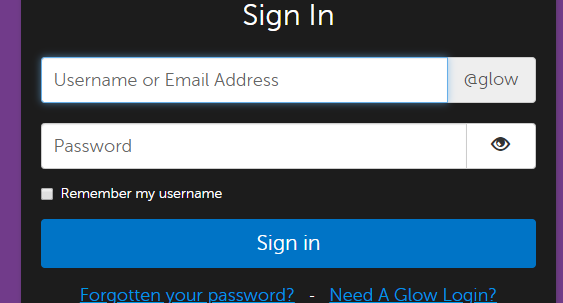 Sign In
Username or Email Address @glow
Password
Remember my username
Sign in
Forgotten your password? - Need A Glow Login?